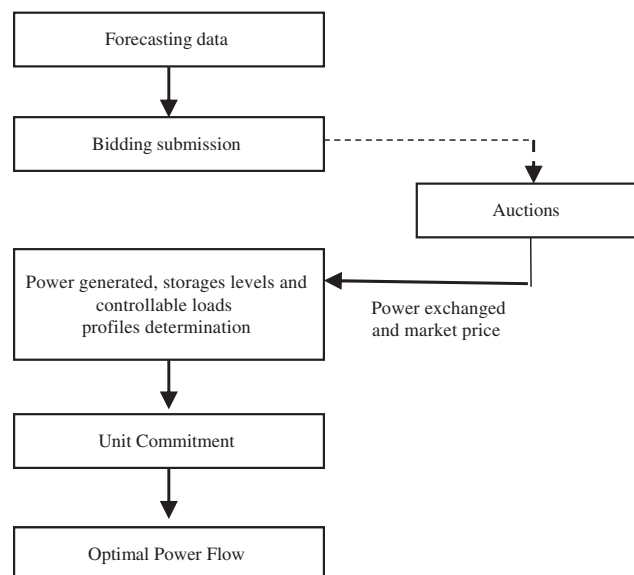 Forecasting data
Bidding submission
Auctions
Power generated, storages levels and
controllable loads
profiles determination
Power exchanged
and market price
Unit Commitment
Optimal Power Flow